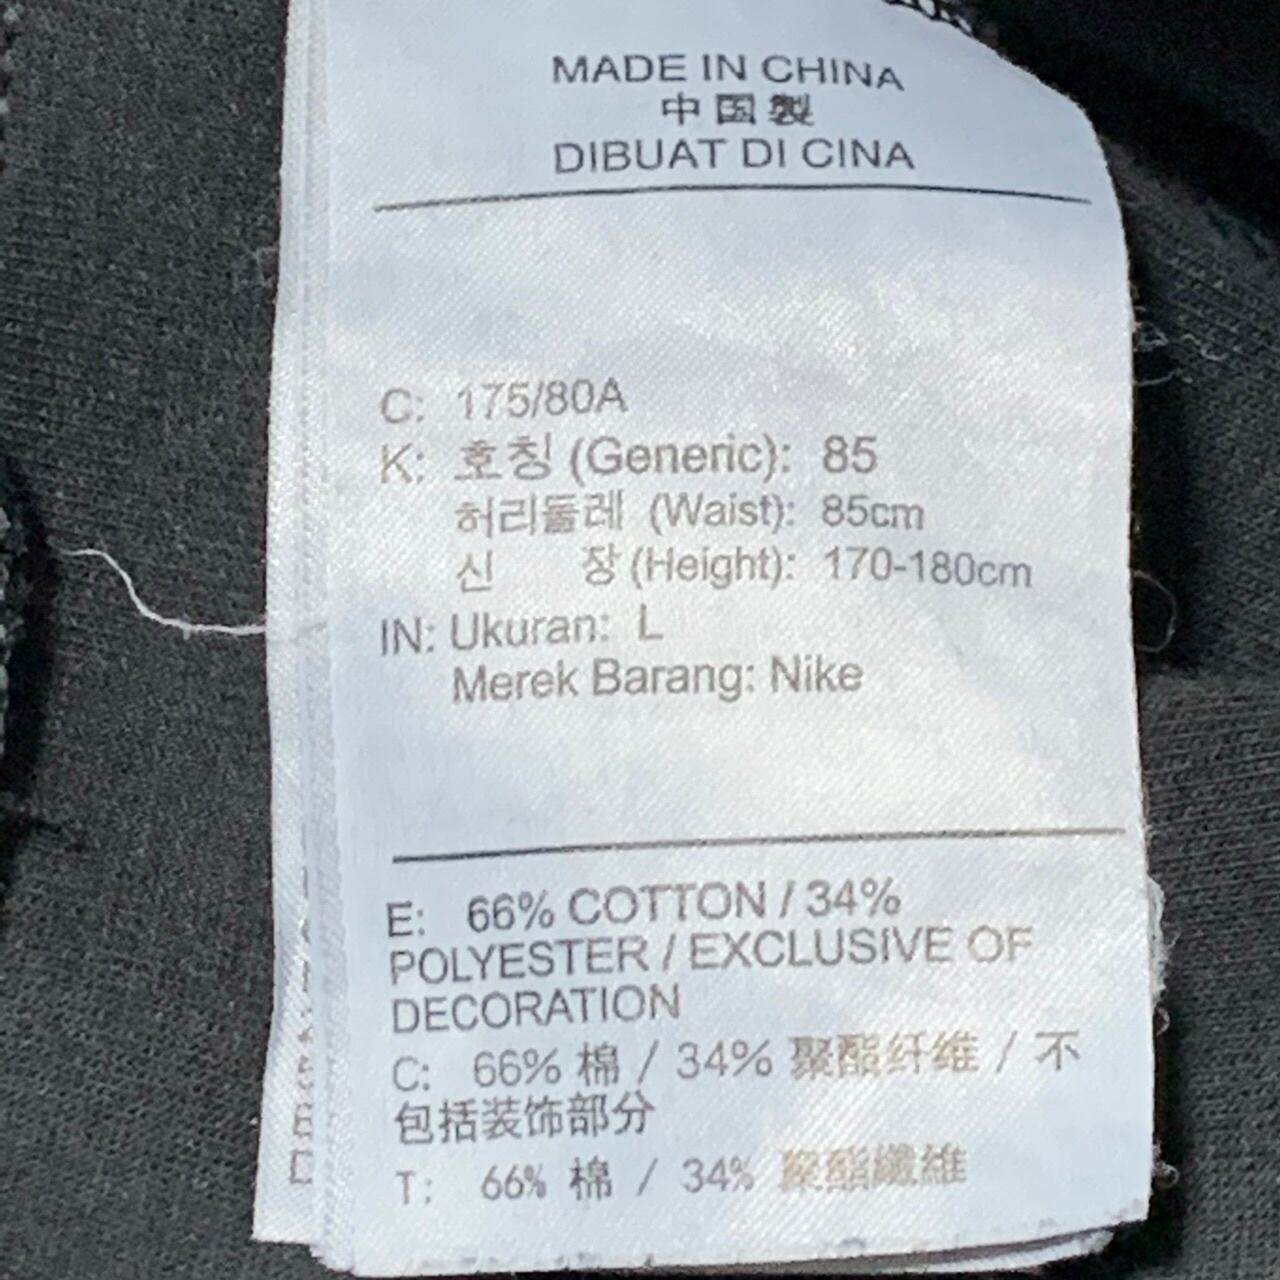 MADE IN CHINA
中国製
DIBUAT DI CINA
C: 175/80A
K: 호칭 (Generic): 85
허리둘레 (Waist): 85cm
신 장 (Height): 170-180cm
IN: Ukuran: L
Merek Barang: Nike
E: 66% COTTON / 34%
POLYESTER / EXCLUSIVE OF
DECORATION
C: 66% 棉 / 34% 聚酯纤维 / 不
包括装饰部分
T: 66% 棉 / 34% 聚酯纖維